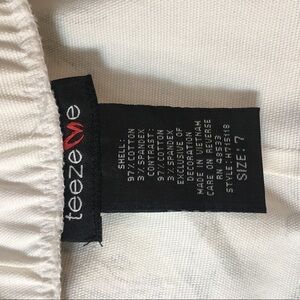 teezeme
SHELL:
97% COTTON
3% SPANDEX
CONTRAST:
97% COTTON
3% SPANDEX
EXCLUSIVE OF
DECORATION
MADE IN VIETNAM
CARE ON REVERSE
RN 48533
STYLE: H71511B
SIZE: 7